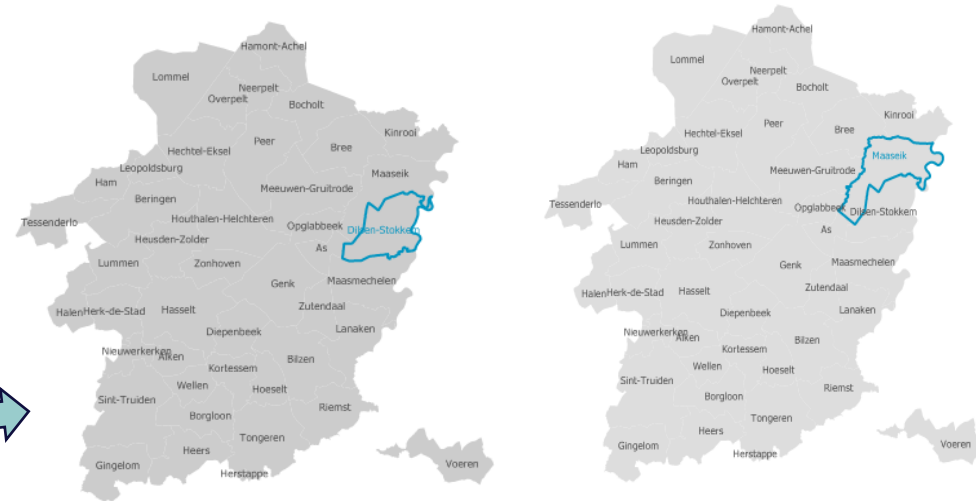 Hamont-Achel
Lommel
Neerpelt
Overpelt
Bocholt
Kinrooi
Peer
Bree
Hechtel-Eksel
Leopoldsburg
Maaseik
Ham
Meeuwen-Gruitrode
Beringen
Houthalen-Helchteren
Tessenderlo
Opglabbeek
Dilsen-Stokkem
Heusden-Zolder
As
Lummen
Zonhoven
Genk
Maasmechelen
Zutendaal
Halen
Herk-de-Stad
Hasselt
Diepenbeek
Lanaken
Nieuwerkerken
Alken
Bilzen
Kortessem
Wellen
Hoeselt
Sint-Truiden
Riemst
Borgloon
Tongeren
Heers
Gingelom
Voeren
Herstappe
Hamont-Achel
Lommel
Neerpelt
Overpelt
Bocholt
Kinrooi
Peer
Bree
Hechtel-Eksel
Leopoldsburg
Maaseik
Ham
Meeuwen-Gruitrode
Beringen
Houthalen-Helchteren
Tessenderlo
Opglabbeek
Dilsen-Stokkem
Heusden-Zolder
As
Lummen
Zonhoven
Genk
Maasmechelen
Zutendaal
Halen
Herk-de-Stad
Hasselt
Diepenbeek
Lanaken
Nieuwerkerken
Alken
Bilzen
Kortessem
Wellen
Hoeselt
Sint-Truiden
Riemst
Borgloon
Tongeren
Heers
Gingelom
Voeren
Herstappe